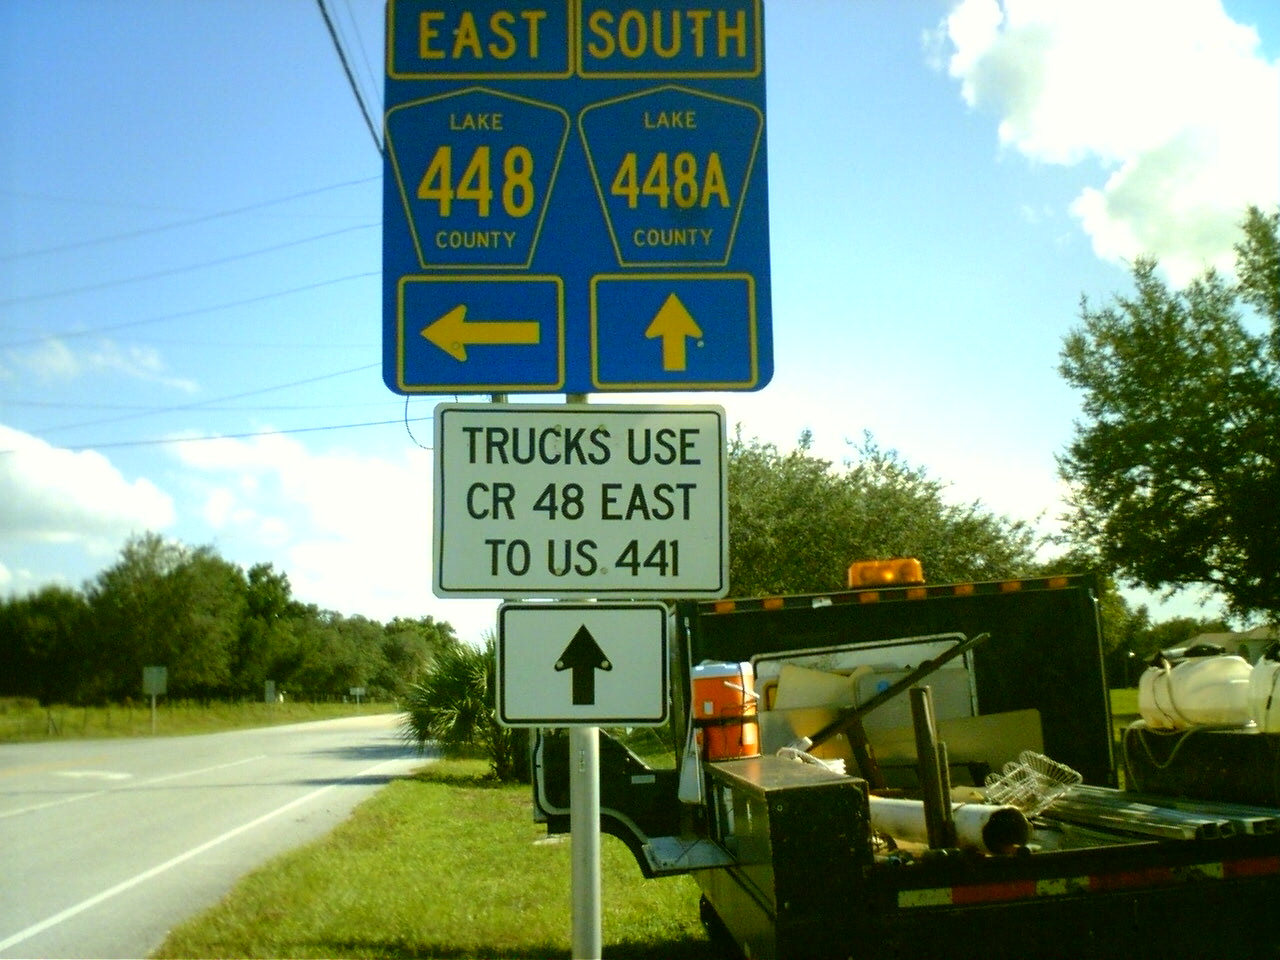 EAST SOUTH
LAKE
448
COUNTY
LAKE
448A
COUNTY
TRUCKS USE
CR 48 EAST
TO US 441